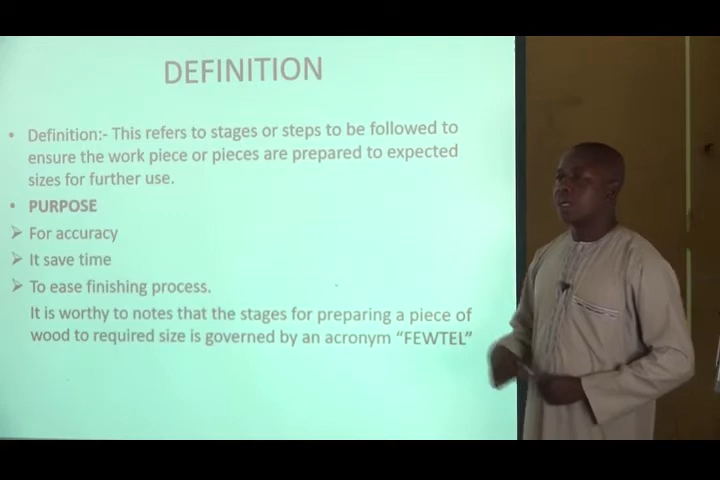 DEFINITION
• Definition:- This refers to stages or steps to be followed to
ensure the work piece or pieces are prepared to expected
sizes for further use.
• PURPOSE
➢ For accuracy
➢ It save time
➢ To ease finishing process.
It is worthy to notes that the stages for preparing a piece of
wood to required size is governed by an acronym “FEWTEL”